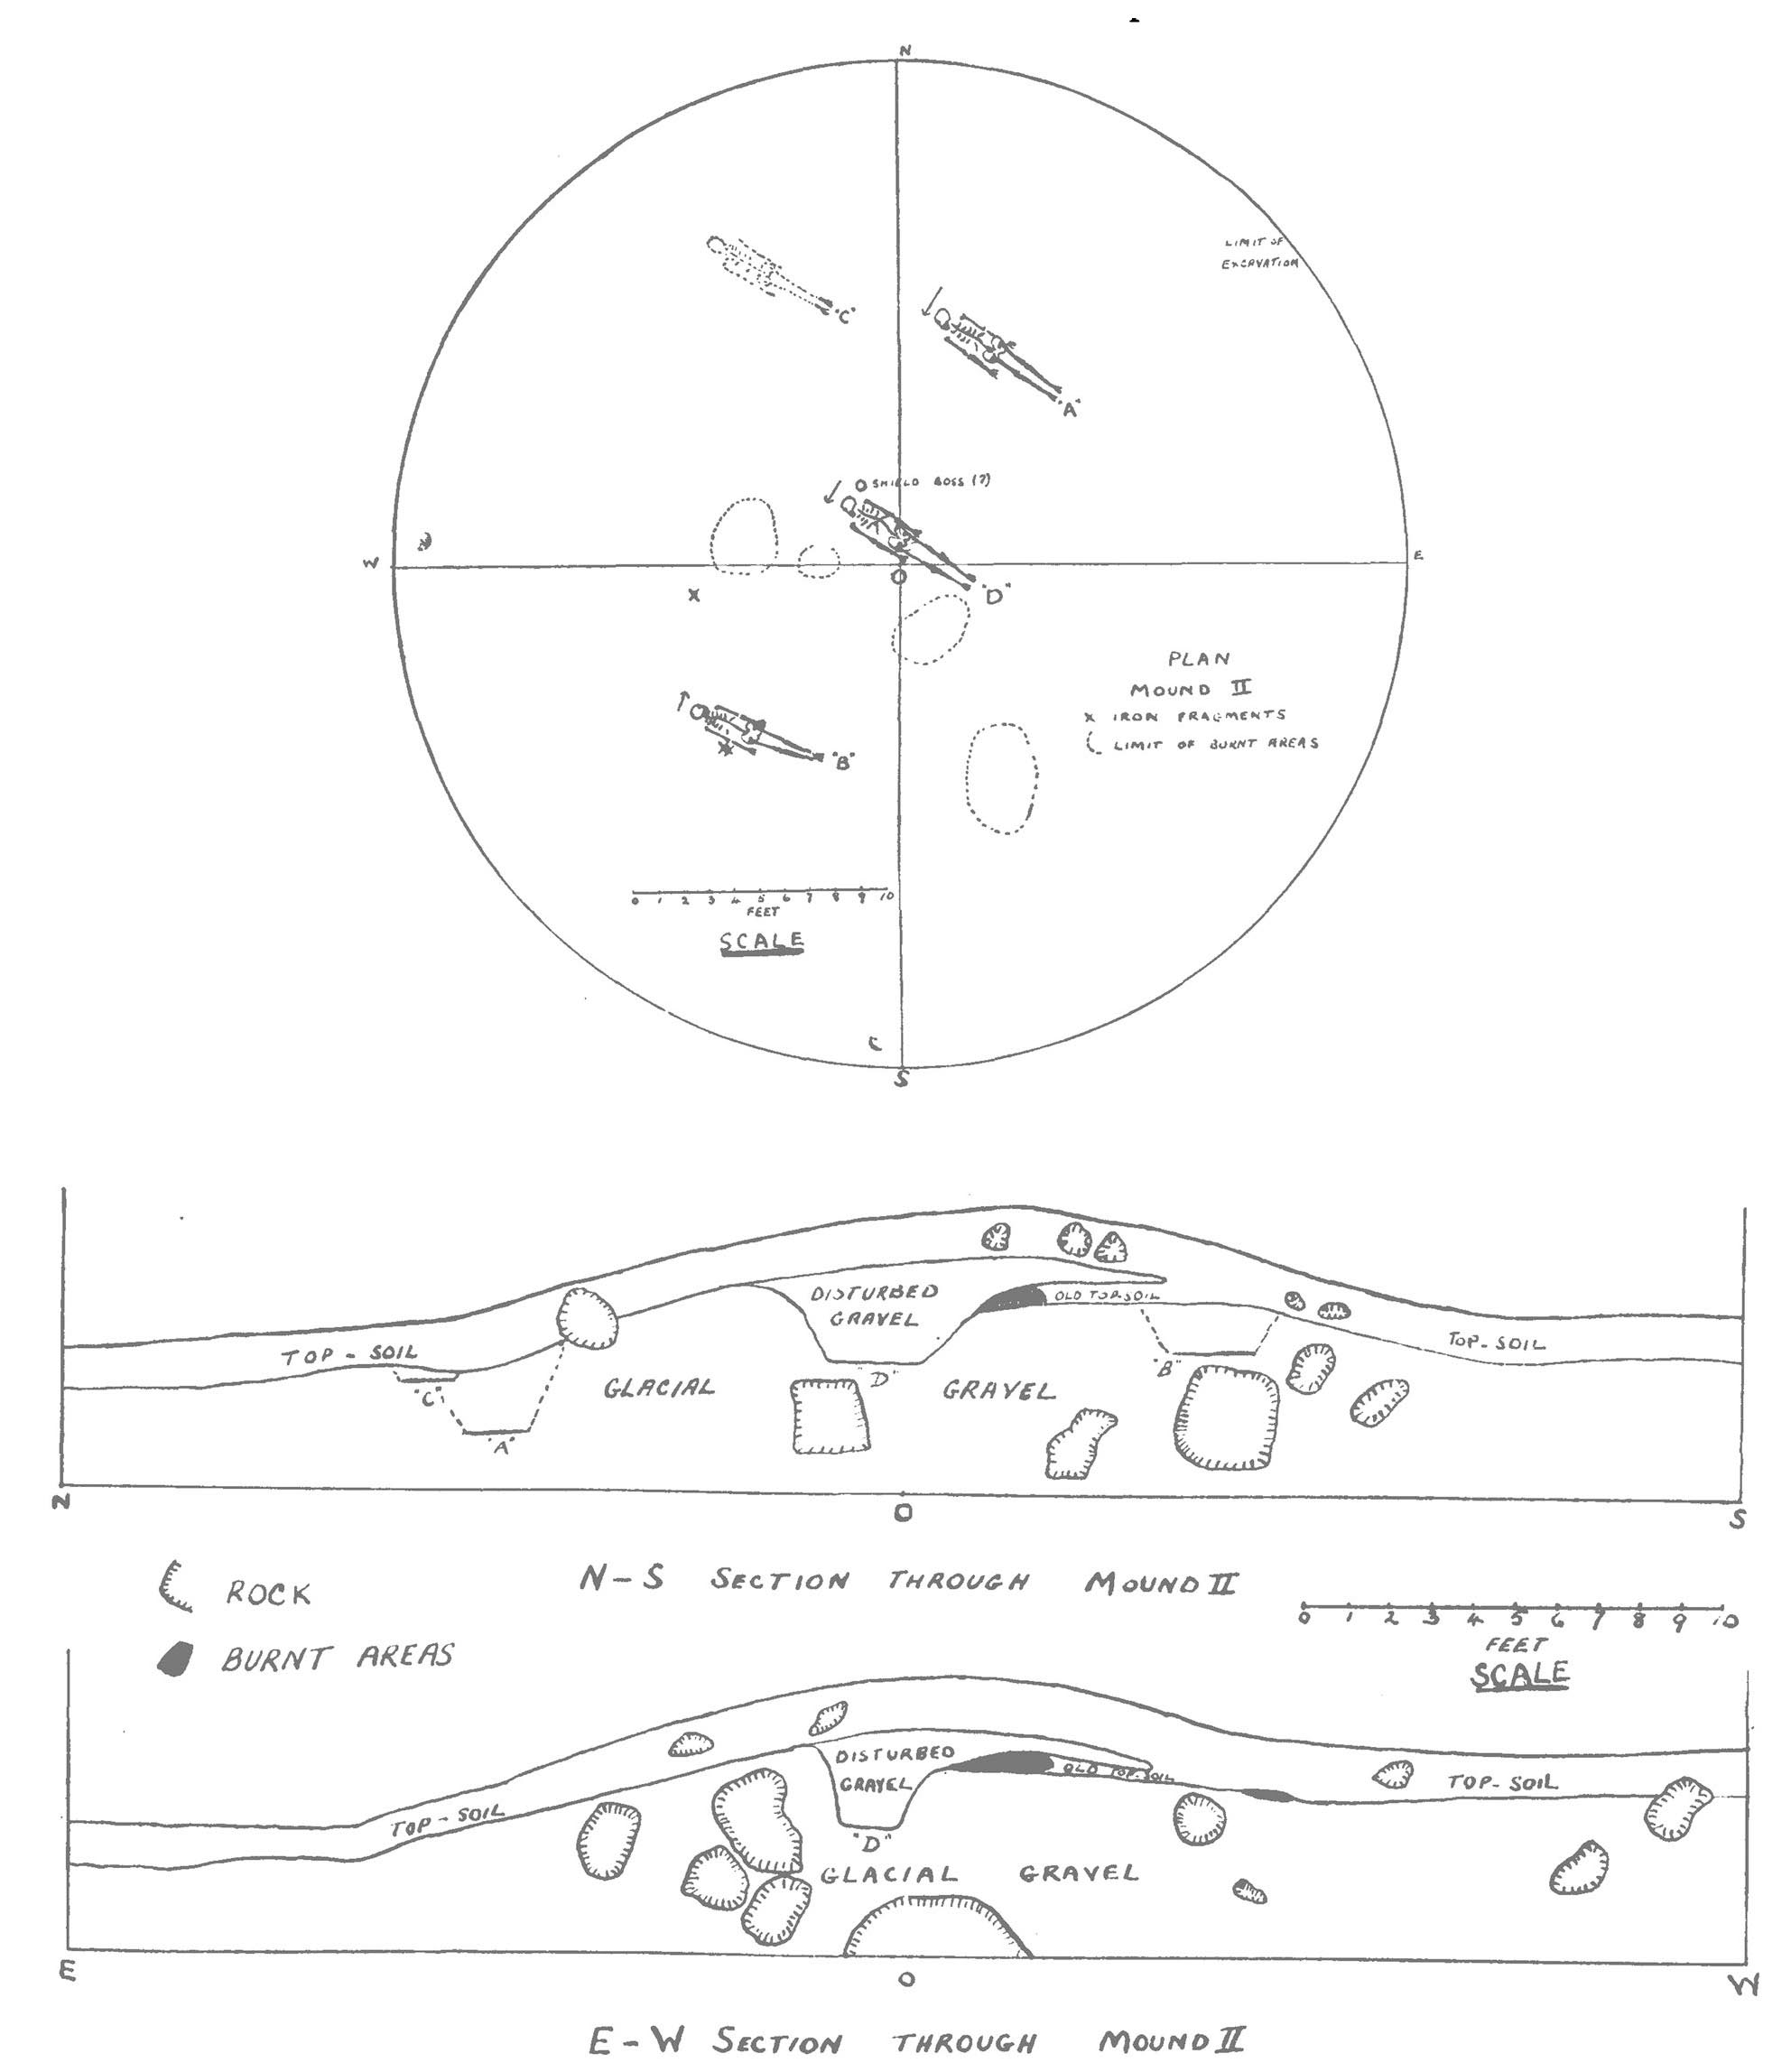 N
LIMIT OF
EXCAVATION
"C"
"A"
SHIELD BOSS (?)
W
E
O
"D"
x
PLAN
MOUND II
x IRON FRAGMENTS
LIMIT OF BURNT AREAS
"B"
0 1 2 3 4 5 6 7 8 9 10
FEET
SCALE
S
DISTURBED
GRAVEL
OLD TOP-SOIL
TOP-SOIL
TOP-SOIL
"C"
"A"
GLACIAL
"D"
GRAVEL
"B"
N
O
S
ROCK
N-S SECTION THROUGH MOUND II
BURNT AREAS
0 1 2 3 4 5 6 7 8 9 10
FEET
SCALE
DISTURBED
GRAVEL
OLD TOP-SOIL
TOP-SOIL
TOP-SOIL
"D"
GLACIAL GRAVEL
E
O
W
E-W SECTION THROUGH MOUND II